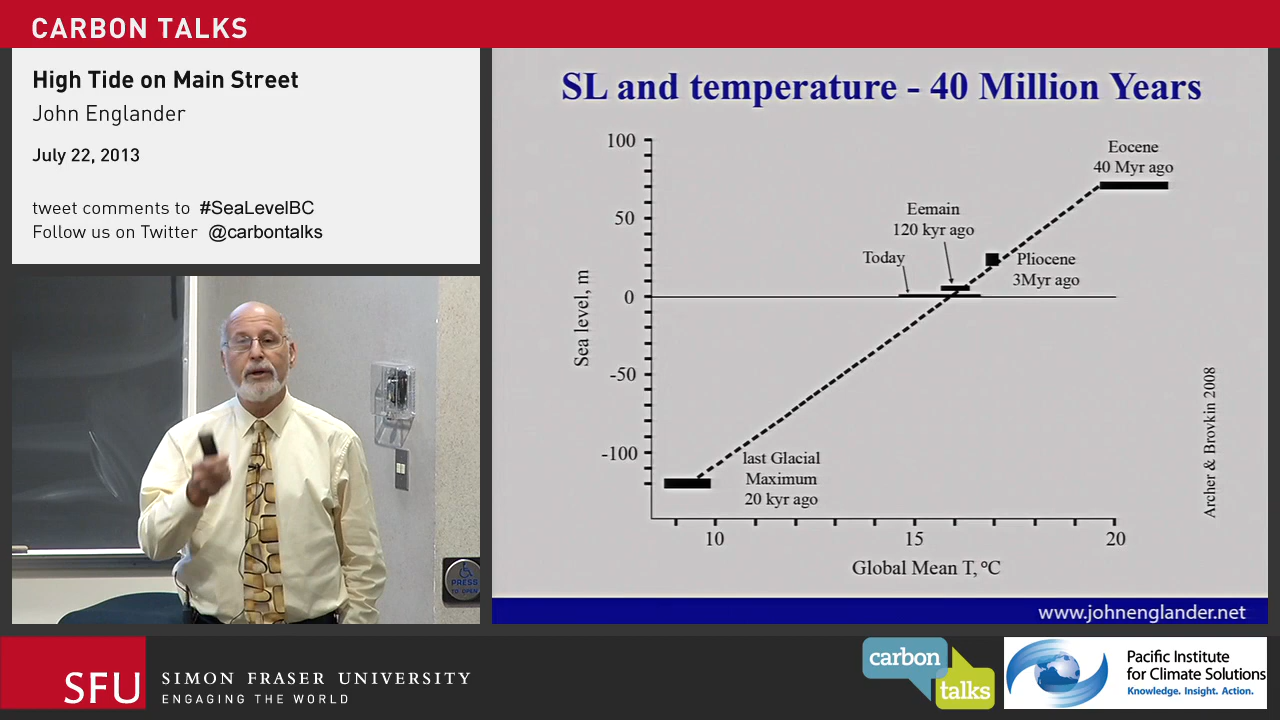 CARBON TALKS
High Tide on Main Street
John Englander
July 22, 2013
tweet comments to #SeaLevelBC
Follow us on Twitter @carbontalks
SL and temperature - 40 Million Years
100
50
0
-50
-100
Sea level, m
Eocene
40 Myr ago
Eemain
120 kyr ago
Today
Pliocene
3Myr ago
last Glacial
Maximum
20 kyr ago
10
15
20
Global Mean T, ºC
Archer & Brovkin 2008
www.johnenglander.net
PRESS
TO OPEN
SFU
SIMON FRASER UNIVERSITY
ENGAGING THE WORLD
carbon
talks
Pacific Institute
for Climate Solutions
Knowledge. Insight. Action.